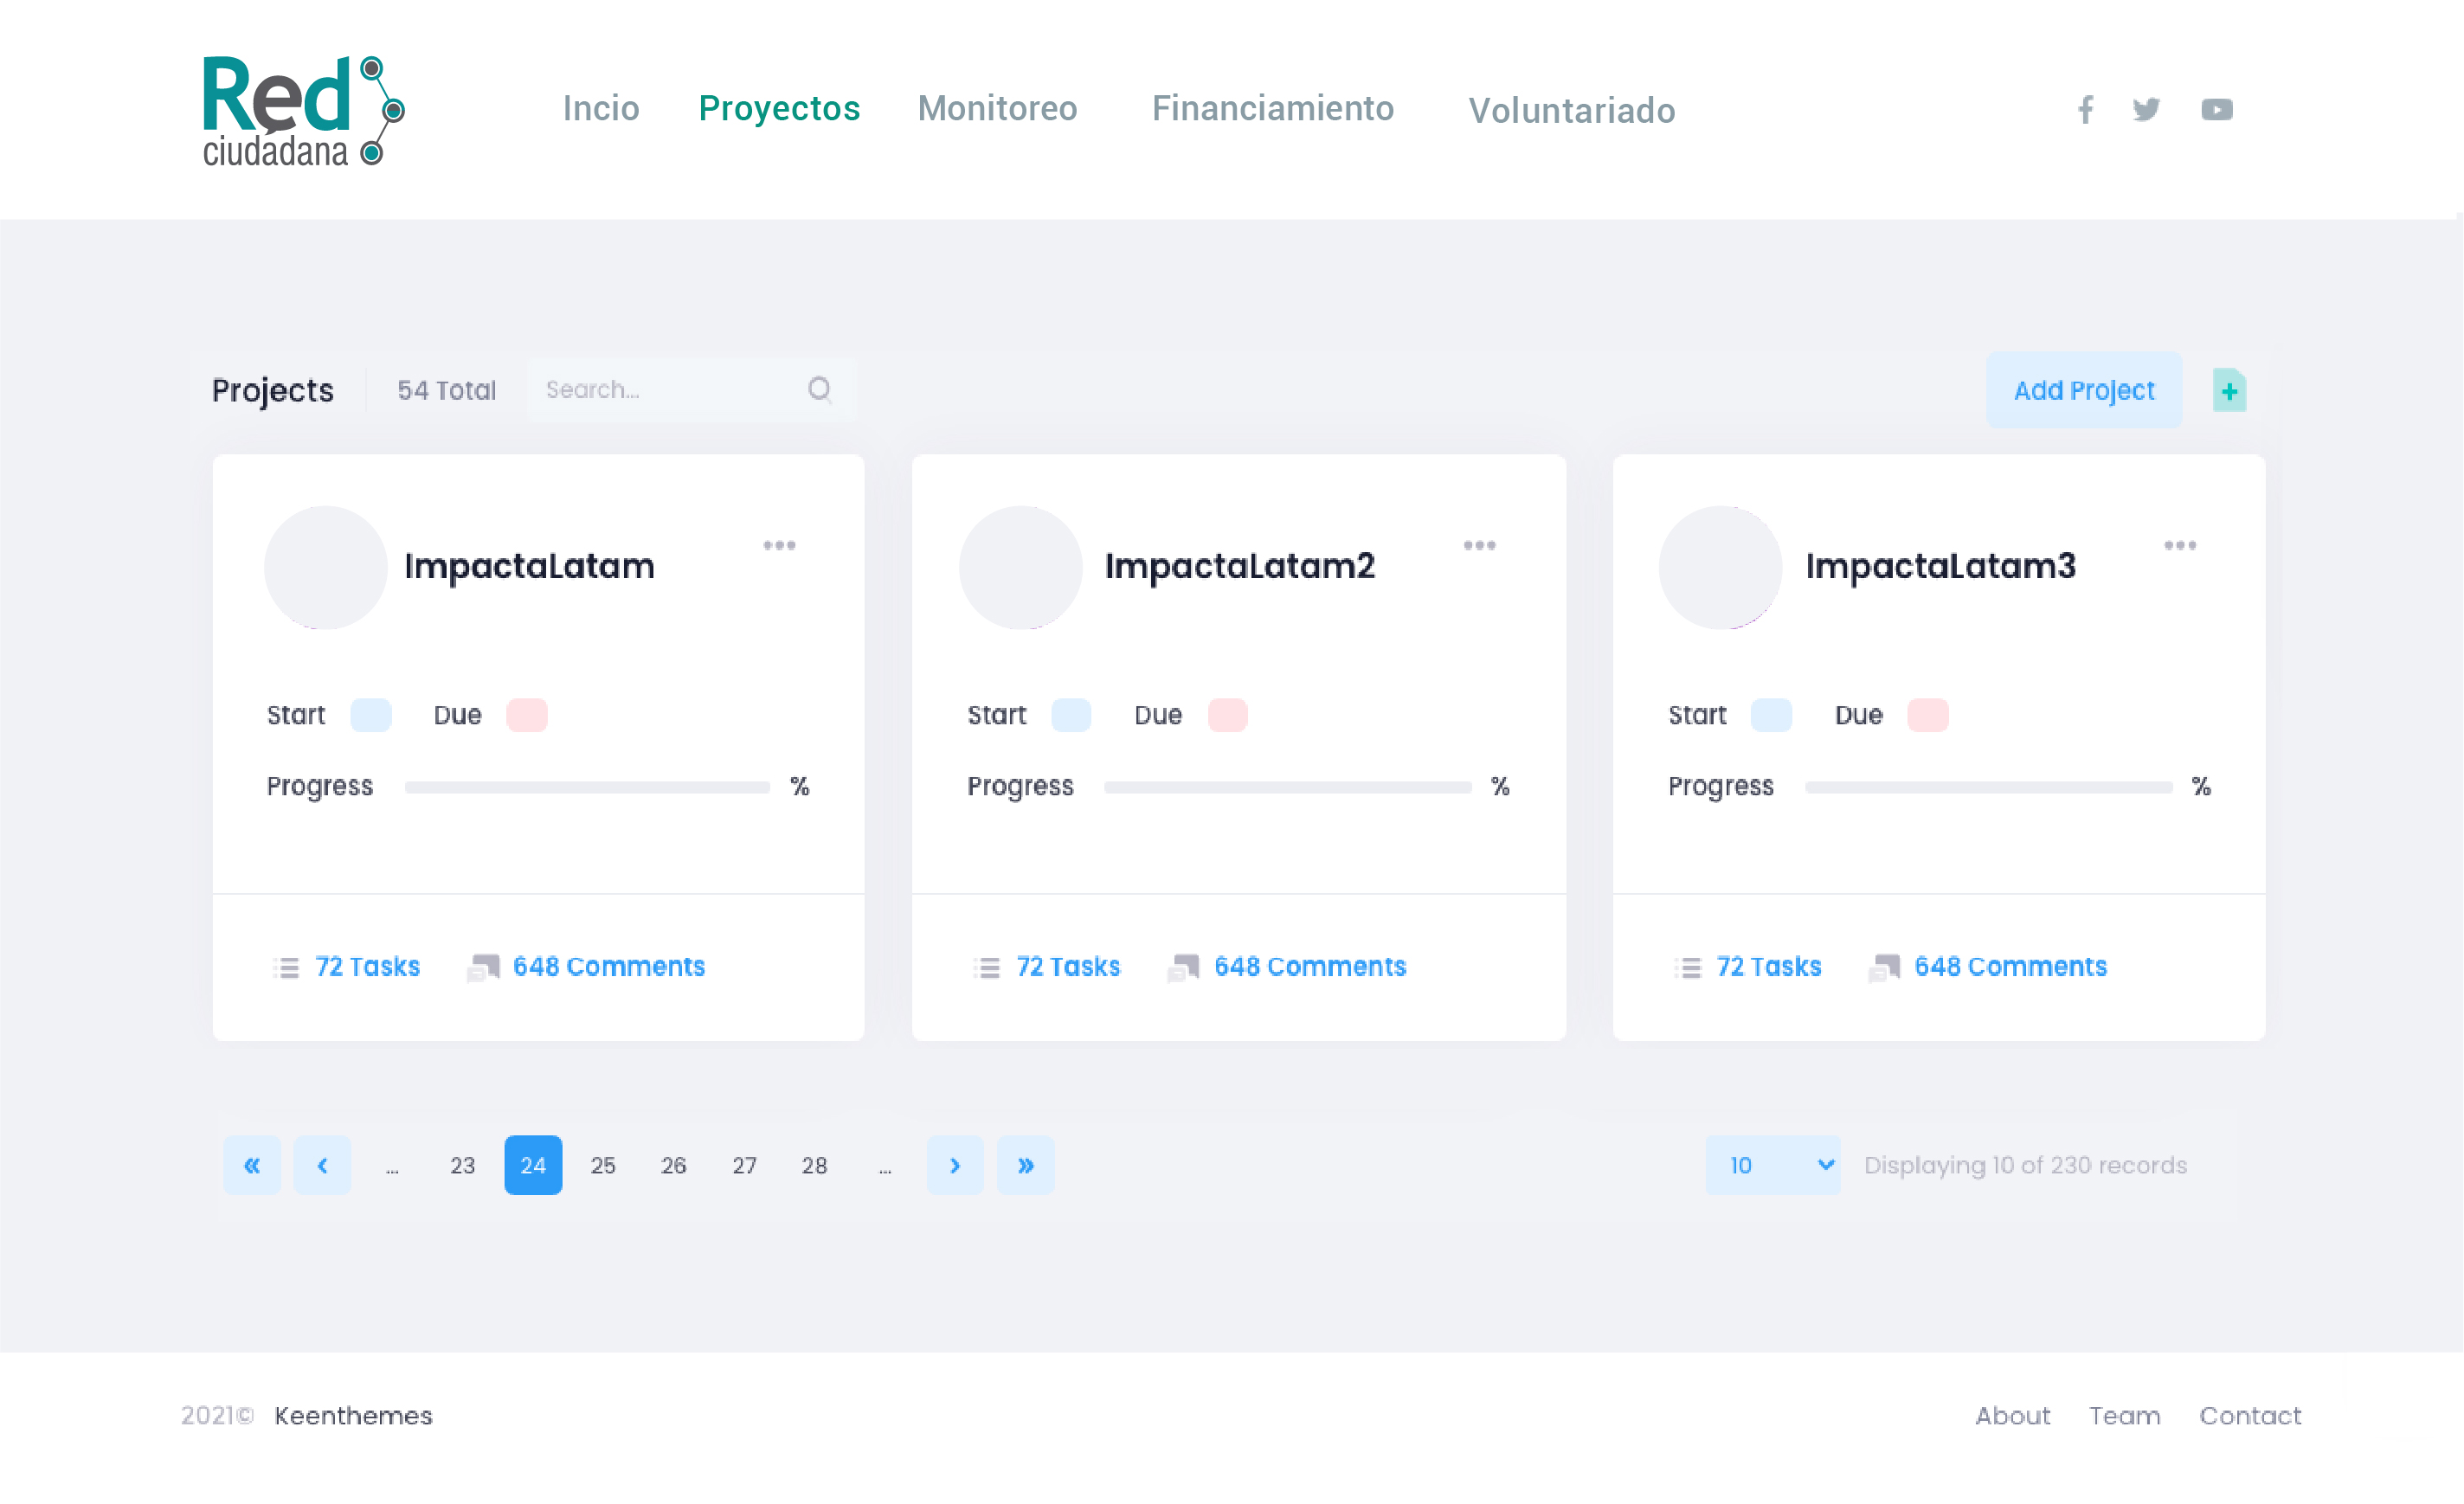 Red
ciudadana
Incio Proyectos Monitoreo Financiamiento Voluntariado
Projects 54 Total Search... Add Project
ImpactaLatam ImpactaLatam2 ImpactaLatam3
Start Due Start Due Start Due
Progress % Progress % Progress %
72 Tasks 648 Comments 72 Tasks 648 Comments 72 Tasks 648 Comments
« ‹ ... 23 24 25 26 27 28 ... › » 10 Displaying 10 of 230 records
2021© Keenthemes About Team Contact